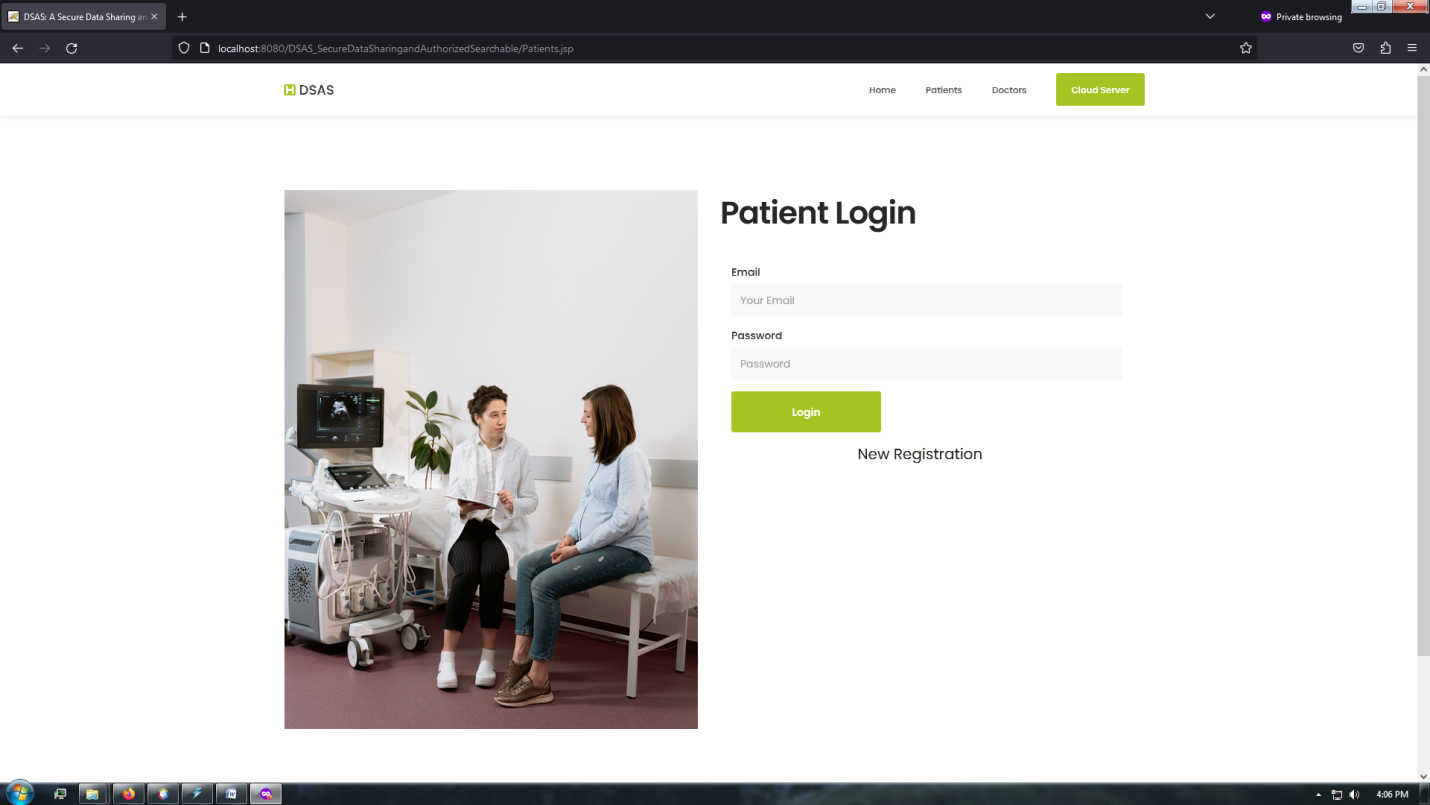 DSAS: A Secure Data Sharing an
Private browsing
localhost:8080/DSAS_SecureDataSharingandAuthorizedSearchable/Patients.jsp
DSAS
Home
Patients
Doctors
Cloud Server
Patient Login
Email
Your Email
Password
Password
Login
New Registration
4:06 PM